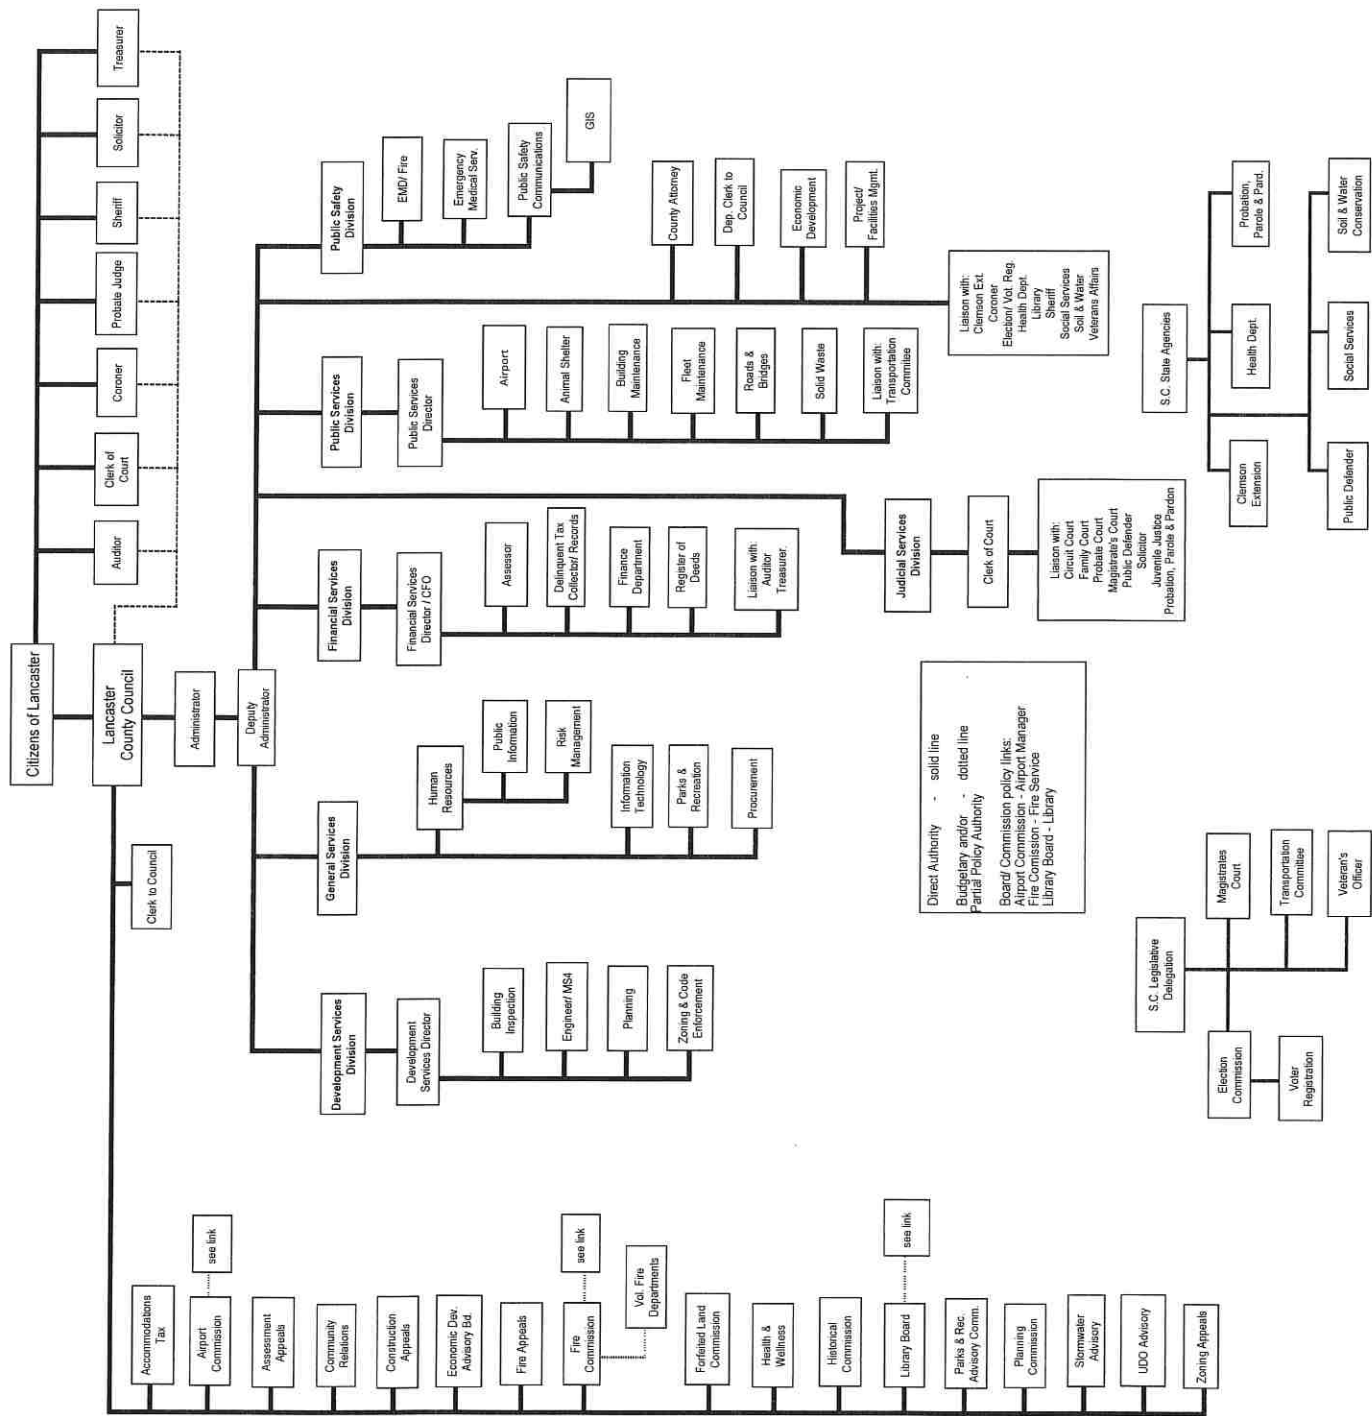 Citizens of Lancaster
Lancaster
County Council
Administrator
Deputy
Administrator
Auditor
Clerk of
Court
Coroner
Probate Judge
Sheriff
Solicitor
Treasurer
Clerk to Council
Accommodations
Tax
Airport
Commission
see link
Assessment
Appeals
Community
Relations
Construction
Appeals
Economic Dev.
Advisory Bd.
Fire Appeals
Fire
Commission
see link
Vol. Fire
Departments
Forfeited Land
Commission
Health &
Wellness
Historical
Commission
Library Board
see link
Parks & Rec.
Advisory Comm.
Planning
Commission
Stormwater
Advisory
UDO Advisory
Zoning Appeals
Development Services
Division
Development
Services Director
Building
Inspection
Engineer/ MS4
Planning
Zoning & Code
Enforcement
General Services
Division
Human
Resources
Public
Information
Risk
Management
Information
Technology
Parks &
Recreation
Procurement
Financial Services
Division
Financial Services
Director / CFO
Assessor
Delinquent Tax
Collector/ Records
Finance
Department
Register of
Deeds
Liaison with:
Auditor
Treasurer.
Judicial Services
Division
Clerk of Court
Liaison with:
Circuit Court
Family Court
Probate Court
Magistrate's Court
Public Defender
Solicitor
Juvenile Justice
Probation, Parole & Pardon
Public Services
Division
Public Services
Director
Airport
Animal Shelter
Building
Maintenance
Fleet
Maintenance
Roads &
Bridges
Solid Waste
Liaison with:
Transportation
Commitee
County Attorney
Dep. Clerk to
Council
Economic
Development
Project/
Facilities Mgmt.
Liaison with:
Clemson Ext.
Coroner
Election/ Vot. Reg.
Health Dept.
Library
Sheriff
Social Services
Soil & Water
Veterans Affairs
Public Safety
Division
EMD/ Fire
Emergency
Medical Serv.
Public Safety
Communications
GIS
Direct Authority - solid line
Budgetary and/or - dotted line
Partial Policy Authority
Board/ Commission policy links:
Airport Commission - Airport Manager
Fire Comission - Fire Service
Library Board - Library
S.C. Legislative
Delegation
Election
Commission
Magistrates
Court
Voter
Registration
Transportation
Committee
Veteran's
Officer
S.C. State Agencies
Clemson
Extension
Health Dept.
Probation,
Parole & Pard.
Public Defender
Social Services
Soil & Water
Conservation